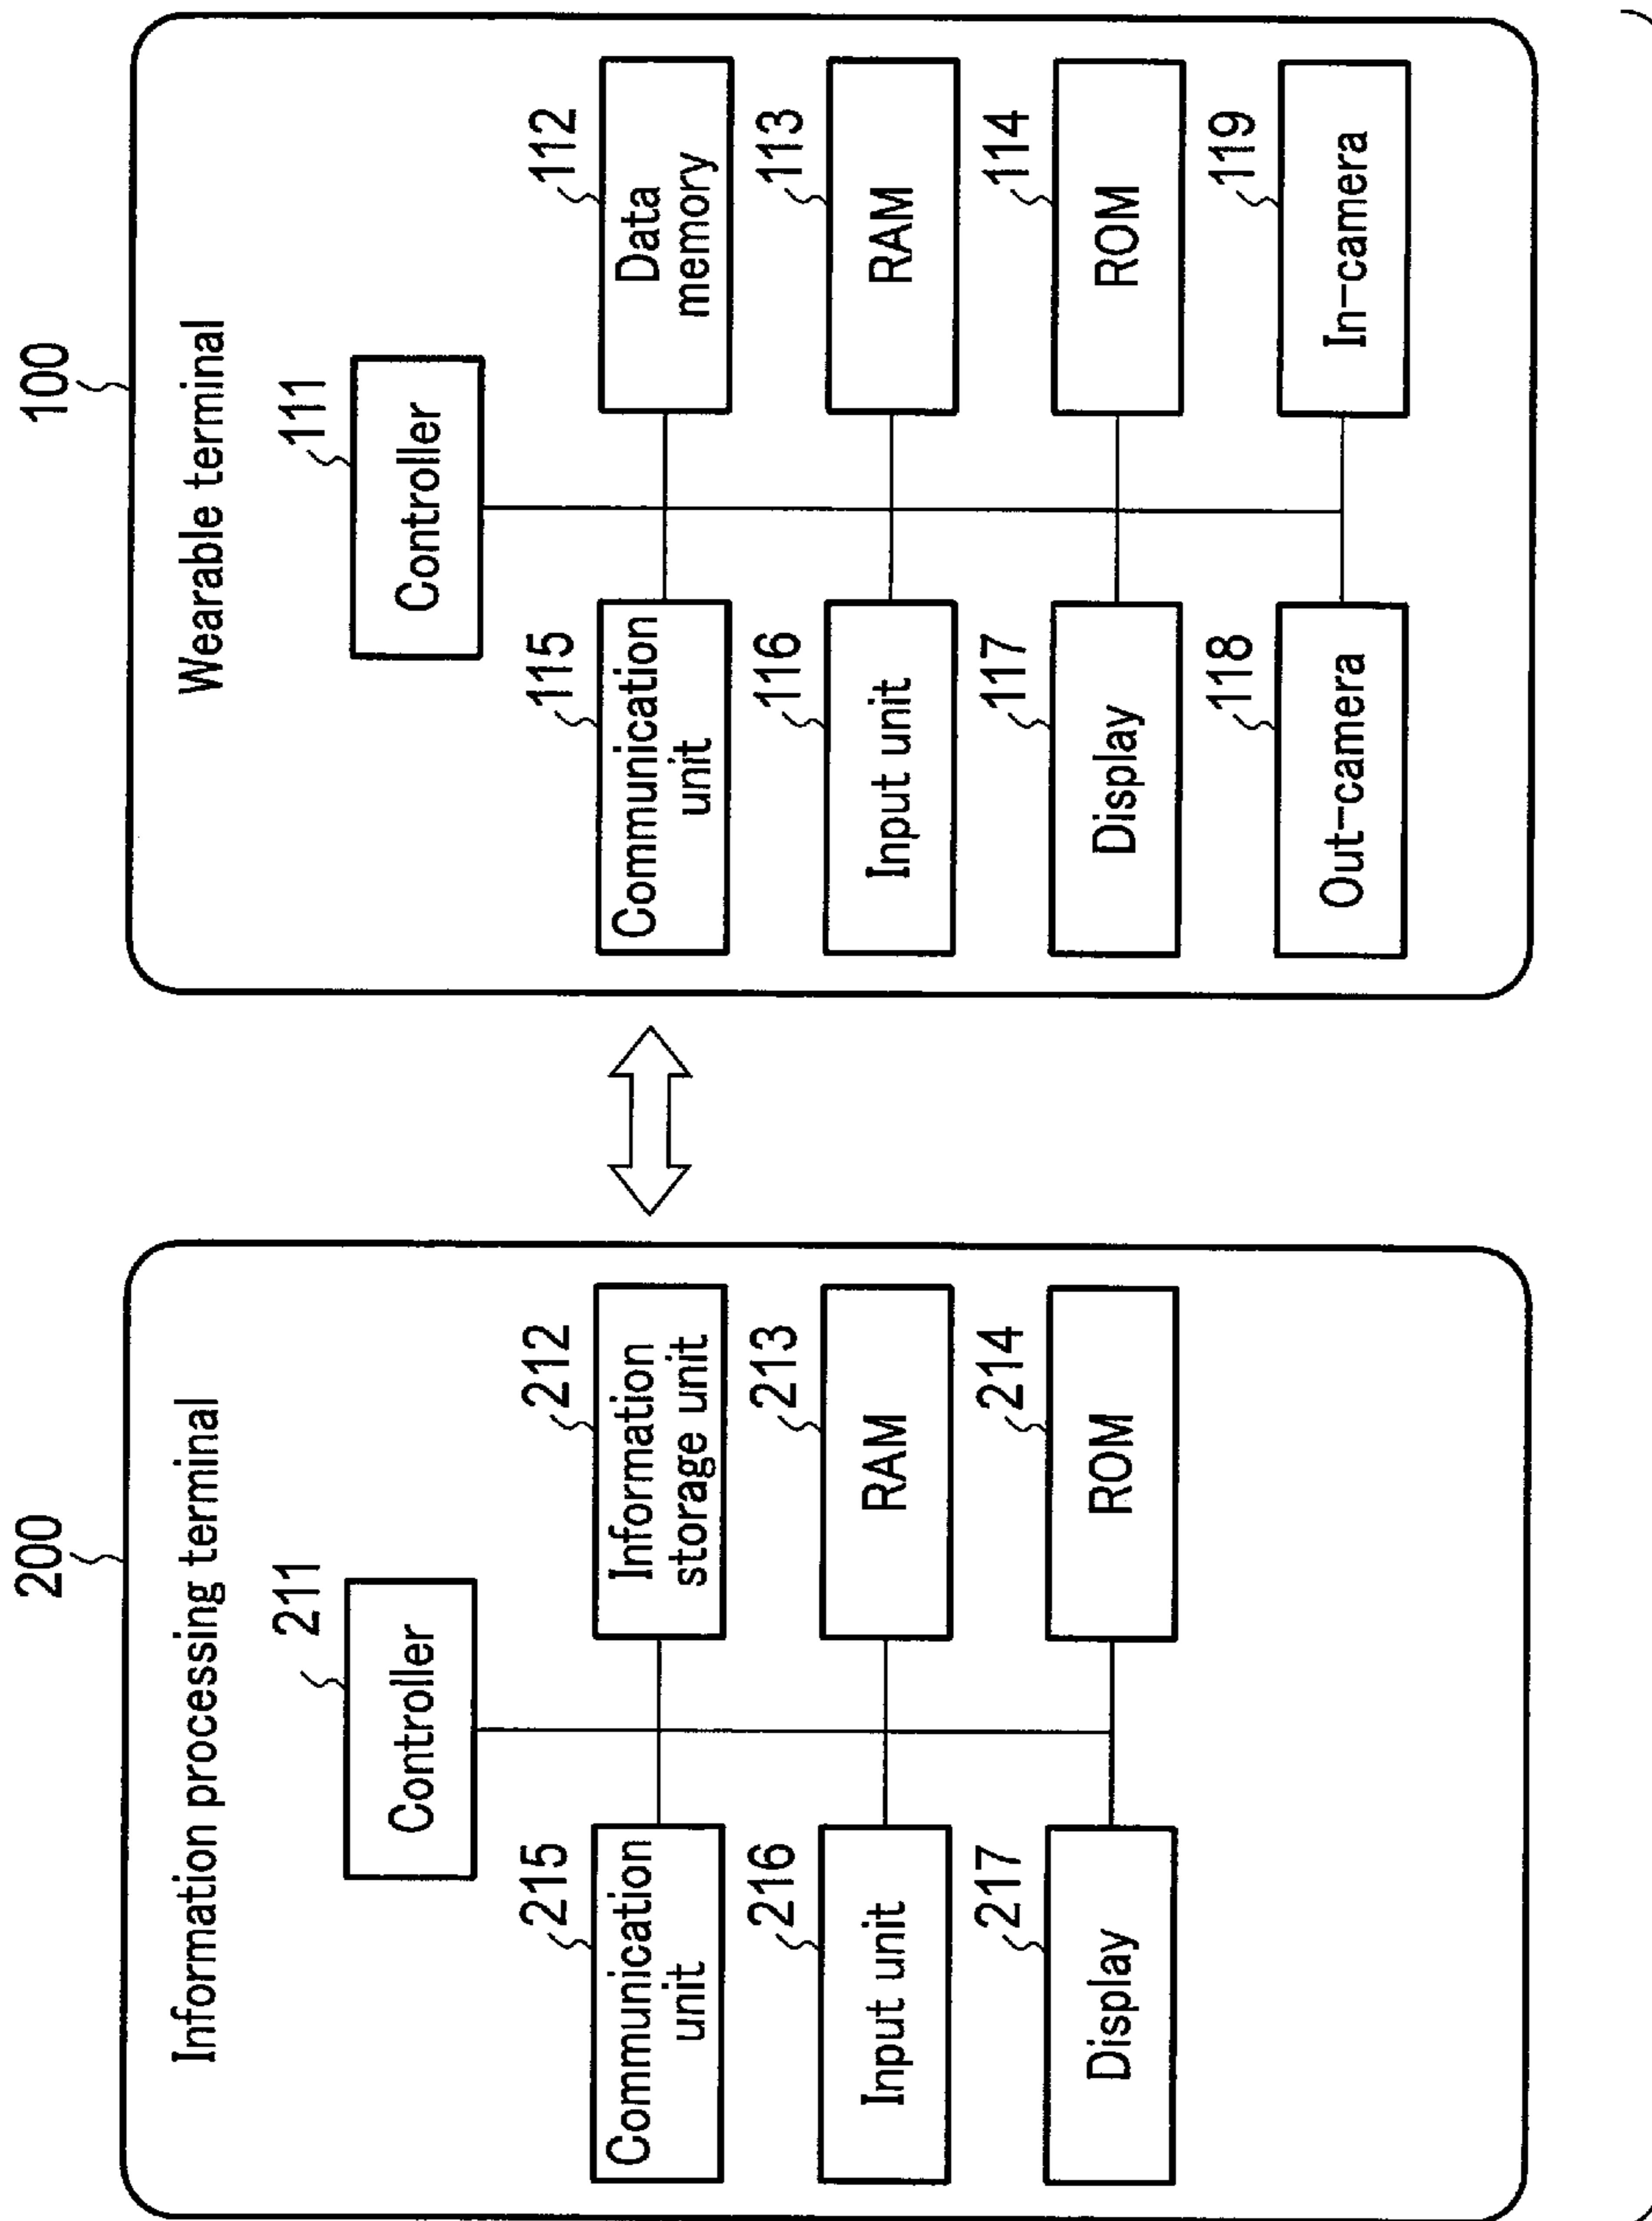 200
Information processing terminal
211
Controller
215
Communication
unit
212
Information
storage unit
216
Input unit
213
RAM
217
Display
214
ROM
100
Wearable terminal
111
Controller
115
Communication
unit
112
Data
memory
116
Input unit
113
RAM
117
Display
114
ROM
118
Out-camera
119
In-camera